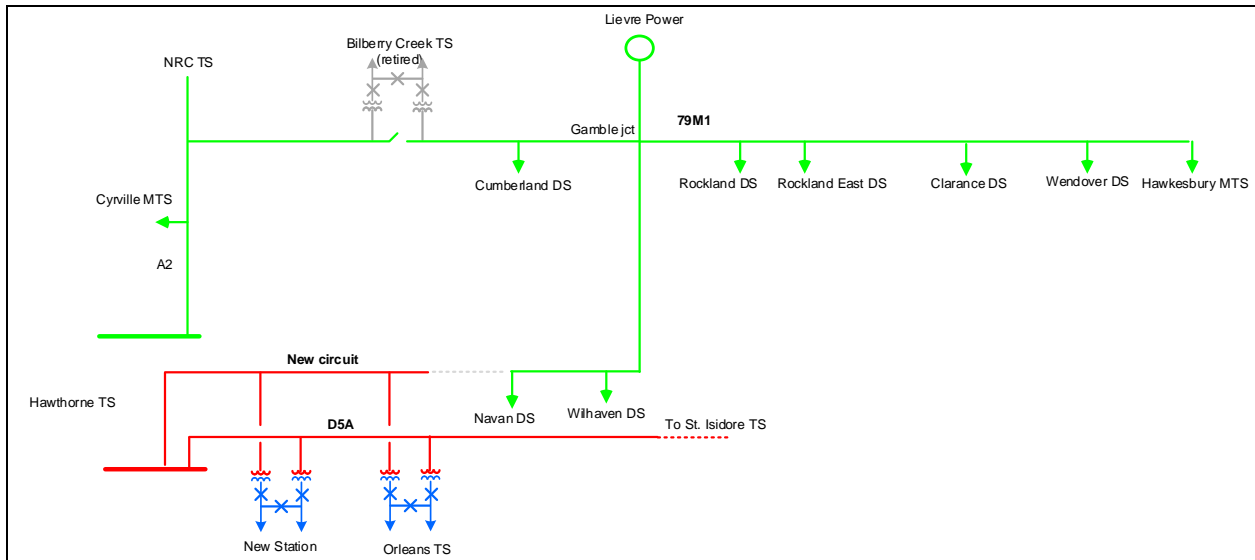 Lievre Power
Bilberry Creek TS
(retired)
NRC TS
Gamble jct
79M1
Cumberland DS
Rockland DS
Rockland East DS
Clarance DS
Wendover DS
Hawkesbury MTS
Cyrville MTS
A2
New circuit
Hawthorne TS
Navan DS
Wilhaven DS
D5A
To St. Isidore TS
New Station
Orleans TS